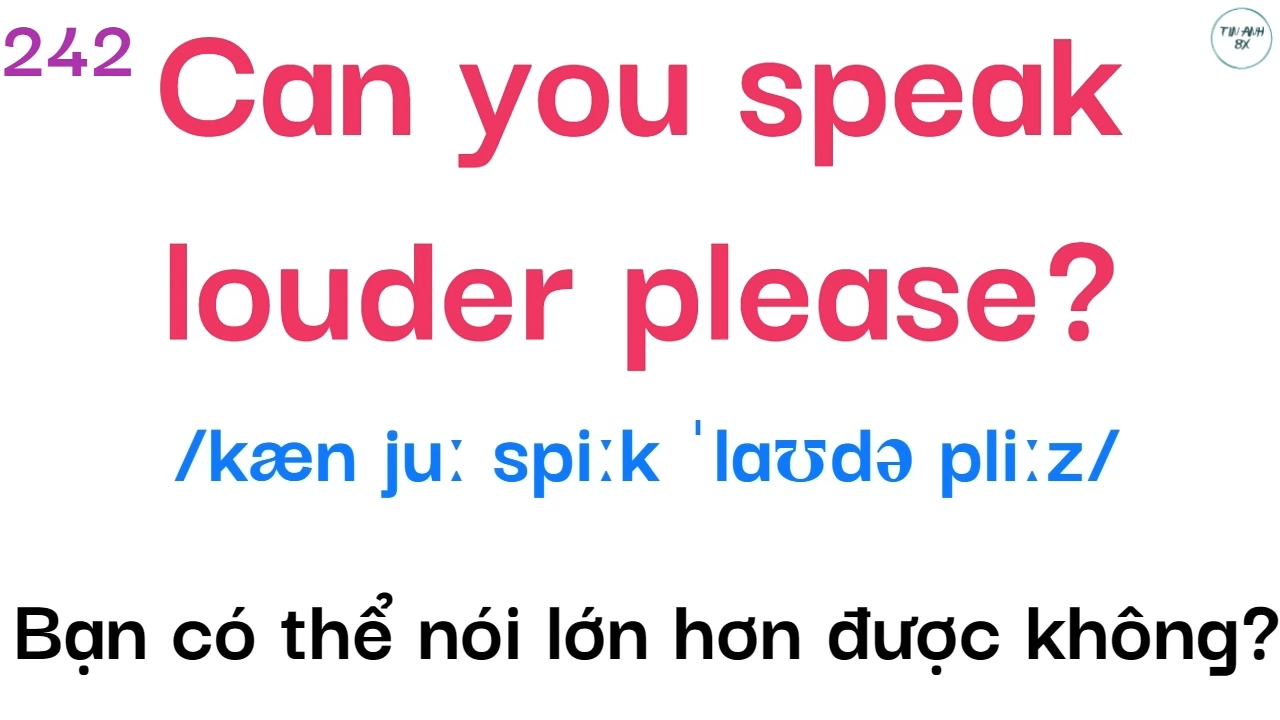 242
TIN ANH
8X
Can you speak
louder please?
/kæn juː spiːk ˈlaʊdə pliːz/
Bạn có thể nói lớn hơn được không?